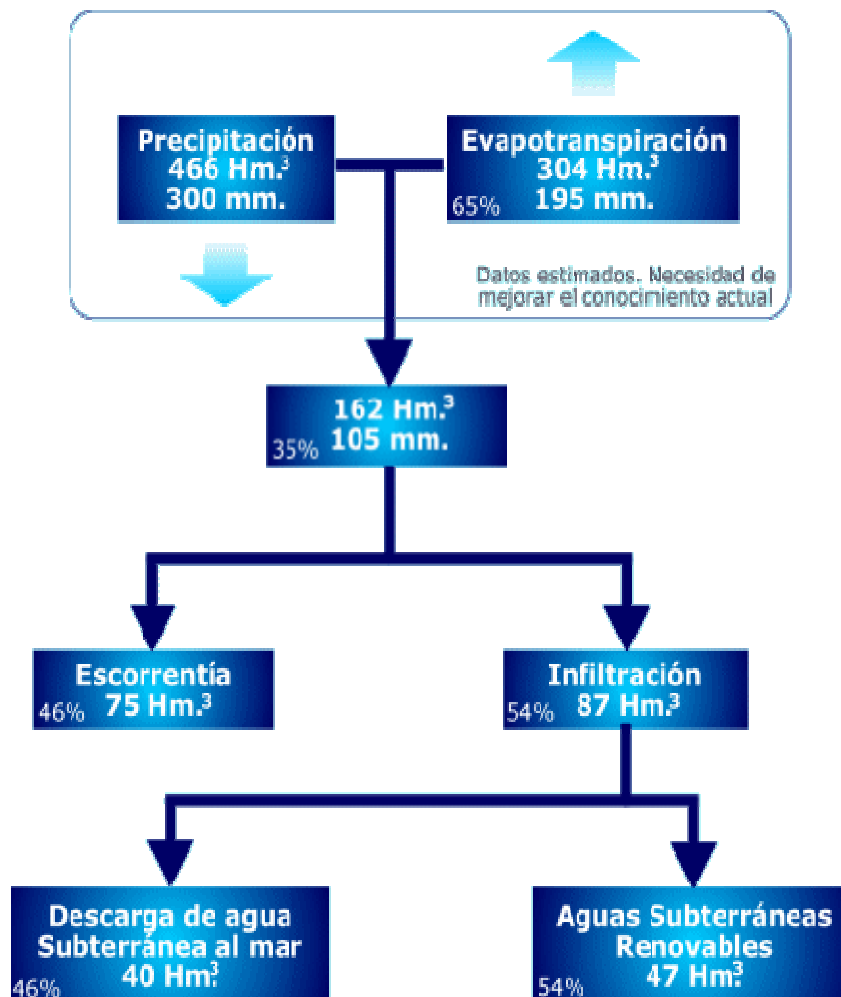 Precipitación
466 Hm.³
300 mm.
Evapotranspiración
304 Hm.³
195 mm.
65%
Datos estimados. Necesidad de
mejorar el conocimiento actual
162 Hm.³
105 mm.
35%
Escorrentía
75 Hm.³
46%
Infiltración
87 Hm.³
54%
Descarga de agua
Subterránea al mar
40 Hm.³
46%
Aguas Subterráneas
Renovables
47 Hm.³
54%